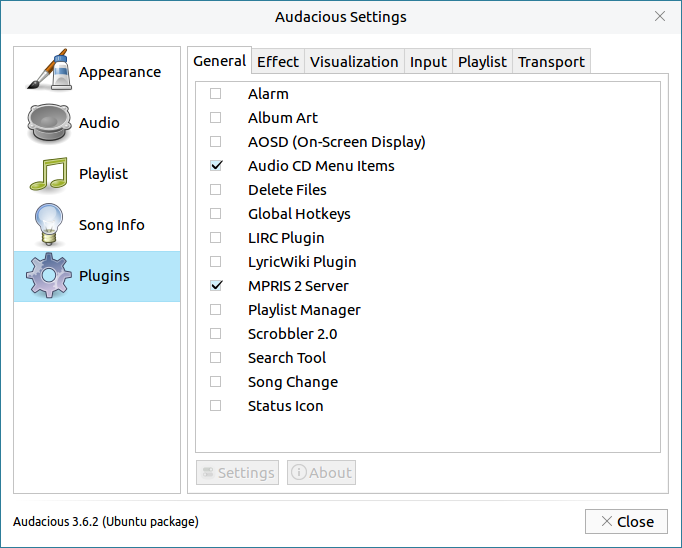 Audacious Settings
Appearance
Audio
Playlist
Song Info
Plugins
General Effect Visualization Input Playlist Transport
Alarm
Album Art
AOSD (On-Screen Display)
Audio CD Menu Items
Delete Files
Global Hotkeys
LIRC Plugin
LyricWiki Plugin
MPRIS 2 Server
Playlist Manager
Scrobbler 2.0
Search Tool
Song Change
Status Icon
Settings About
Audacious 3.6.2 (Ubuntu package)
Close